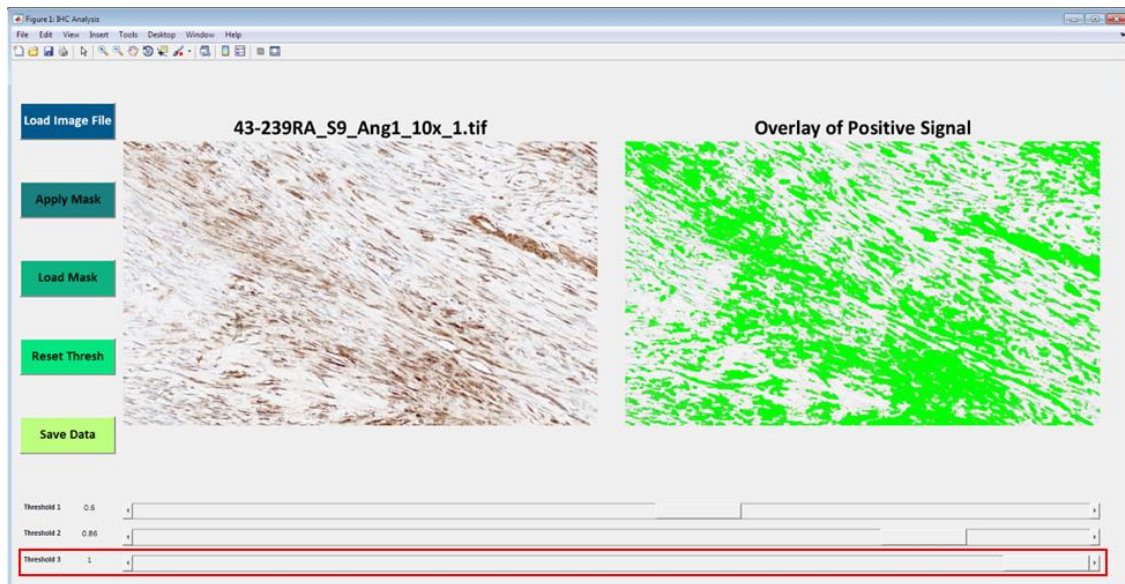 Figure 1: IHC Analysis
File Edit View Insert Tools Desktop Window Help
Load Image File
43-239RA_S9_Ang1_10x_1.tif
Overlay of Positive Signal
Apply Mask
Load Mask
Reset Thresh
Save Data
Threshold 1 0.6
Threshold 2 0.86
Threshold 3 1